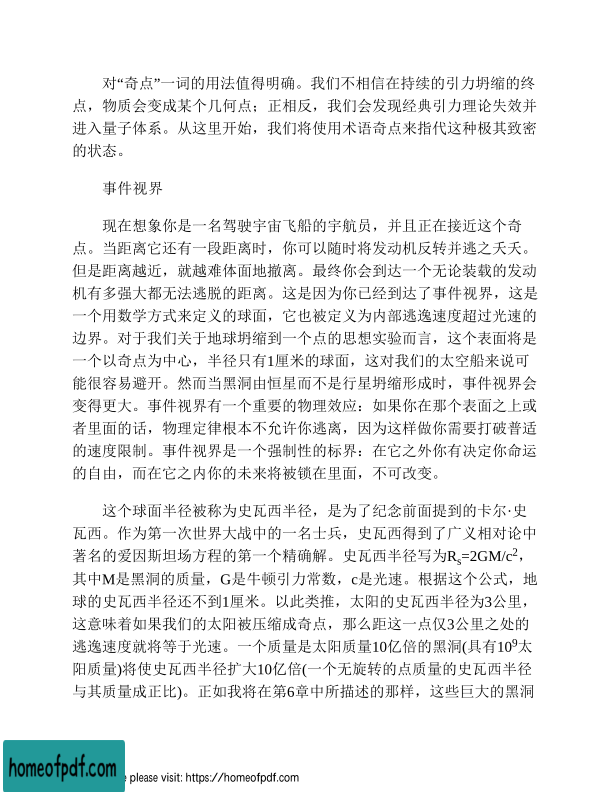 对“奇点”一词的用法值得明确。我们不相信在持续的引力坍缩的终
点，物质会变成某个几何点；正相反，我们会发现经典引力理论失效并
进入量子体系。从这里开始，我们将使用术语奇点来指代这种极其致密
的状态。
事件视界
现在想象你是一名驾驶宇宙飞船的宇航员，并且正在接近这个奇
点。当距离它还有一段距离时，你可以随时将发动机反转并逃之夭夭。
但是距离越近，就越难体面地撤离。最终你会到达一个无论装载的发动
机有多强大都无法逃脱的距离。这是因为你已经到达了事件视界，这是
一个用数学方式来定义的球面，它也被定义为内部逃逸速度超过光速的
边界。对于我们关于地球坍缩到一个点的思想实验而言，这个表面将是
一个以奇点为中心，半径只有1厘米的球面，这对我们的太空船来说可
能很容易避开。然而当黑洞由恒星而不是行星坍缩形成时，事件视界会
变得更大。事件视界有一个重要的物理效应：如果你在那个表面之上或
者里面的话，物理定律根本不允许你逃离，因为这样做你需要打破普适
的速度限制。事件视界是一个强制性的标界：在它之外你有决定你命运
的自由，而在它之内你的未来将被锁在里面，不可改变。
这个球面半径被称为史瓦西半径，是为了纪念前面提到的卡尔·史
瓦西。作为第一次世界大战中的一名士兵，史瓦西得到了广义相对论中
著名的爱因斯坦场方程的第一个精确解。史瓦西半径写为Rs=2GM/c²，
其中M是黑洞的质量，G是牛顿引力常数，c是光速。根据这个公式，地
球的史瓦西半径还不到1厘米。以此类推，太阳的史瓦西半径为3公里，
这意味着如果我们的太阳被压缩成奇点，那么距这一点仅3公里之处的
逃逸速度就将等于光速。一个质量是太阳质量10亿倍的黑洞(具有10⁹太
阳质量)将使史瓦西半径扩大10亿倍(一个无旋转的点质量的史瓦西半径
与其质量成正比)。正如我将在第6章中所描述的那样，这些巨大的黑洞
homeofpdf.com
e please visit: https://homeofpdf.com